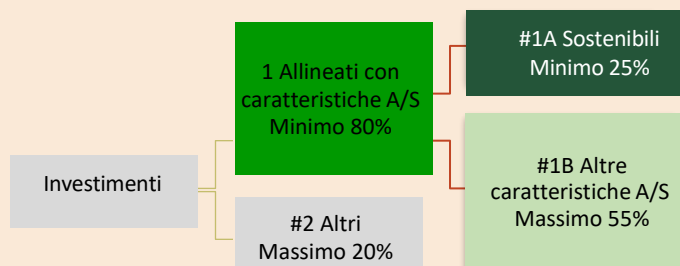 Investimenti
1 Allineati con
caratteristiche A/S
Minimo 80%
#2 Altri
Massimo 20%
#1A Sostenibili
Minimo 25%
#1B Altre
caratteristiche A/S
Massimo 55%